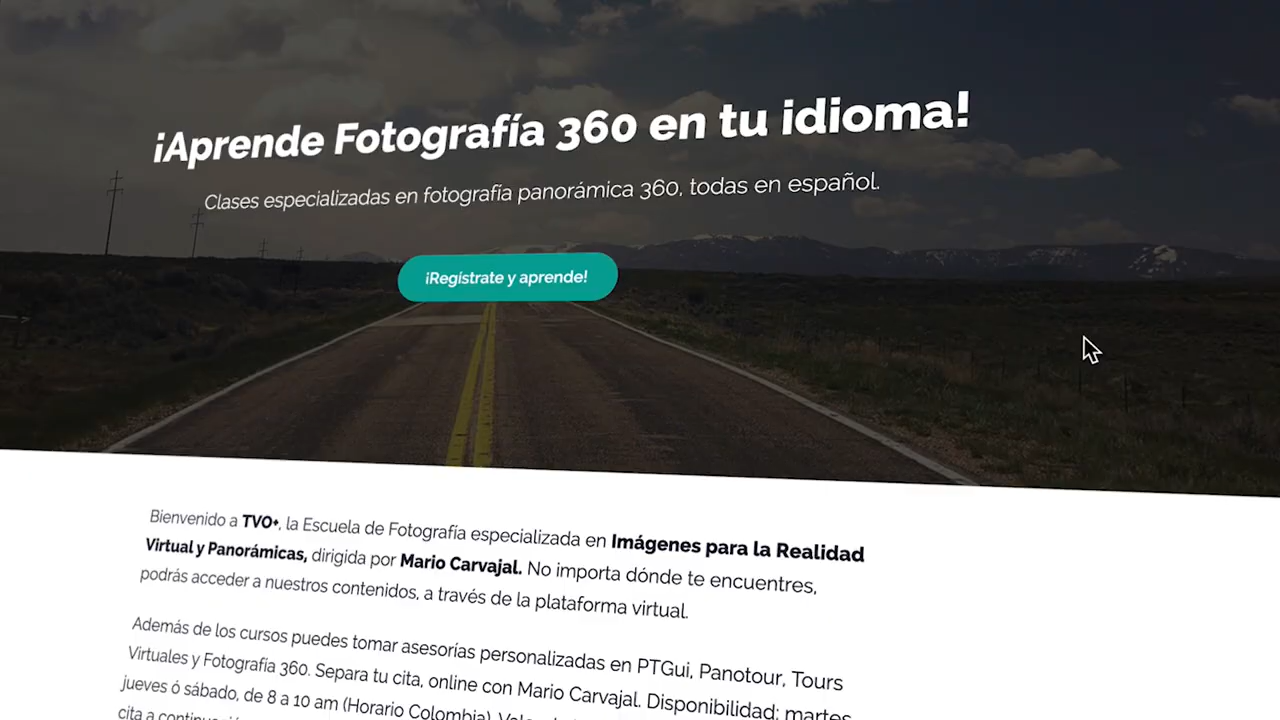 ¡Aprende Fotografía 360 en tu idioma!
Clases especializadas en fotografía panorámica 360, todas en español.
¡Regístrate y aprende!
Bienvenido a TVO+, la Escuela de Fotografía especializada en Imágenes para la Realidad
Virtual y Panorámicas, dirigida por Mario Carvajal. No importa dónde te encuentres,
podrás acceder a nuestros contenidos, a través de la plataforma virtual.
Además de los cursos puedes tomar asesorías personalizadas en PTGui, Panotour, Tours
Virtuales y Fotografía 360. Separa tu cita, online con Mario Carvajal. Disponibilidad: martes,
jueves ó sábado, de 8 a 10 am (Horario Colombia).
cita a